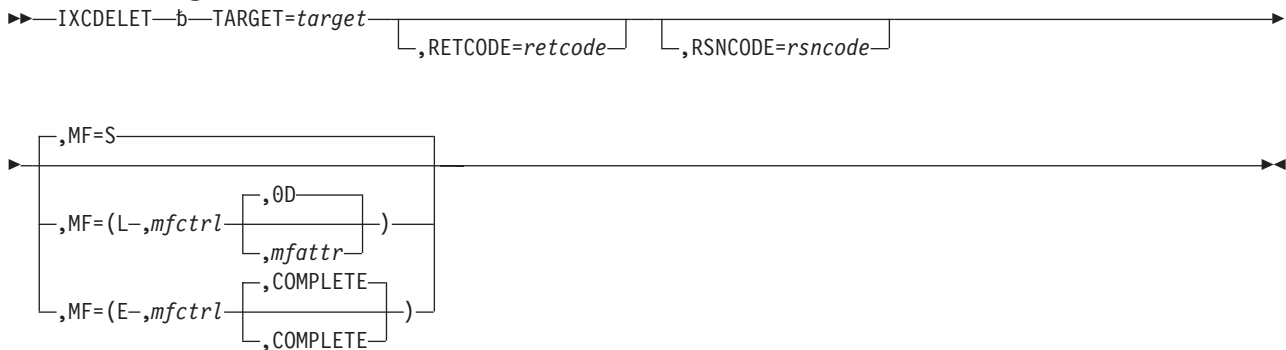 IXCDELET ƀ TARGET=target
,RETCODE=retcode ,RSNCODE=rsncode
,MF=S
,0D
,MF=(L ,mfctrl )
,mfattr
,COMPLETE
,MF=(E ,mfctrl )
,COMPLETE